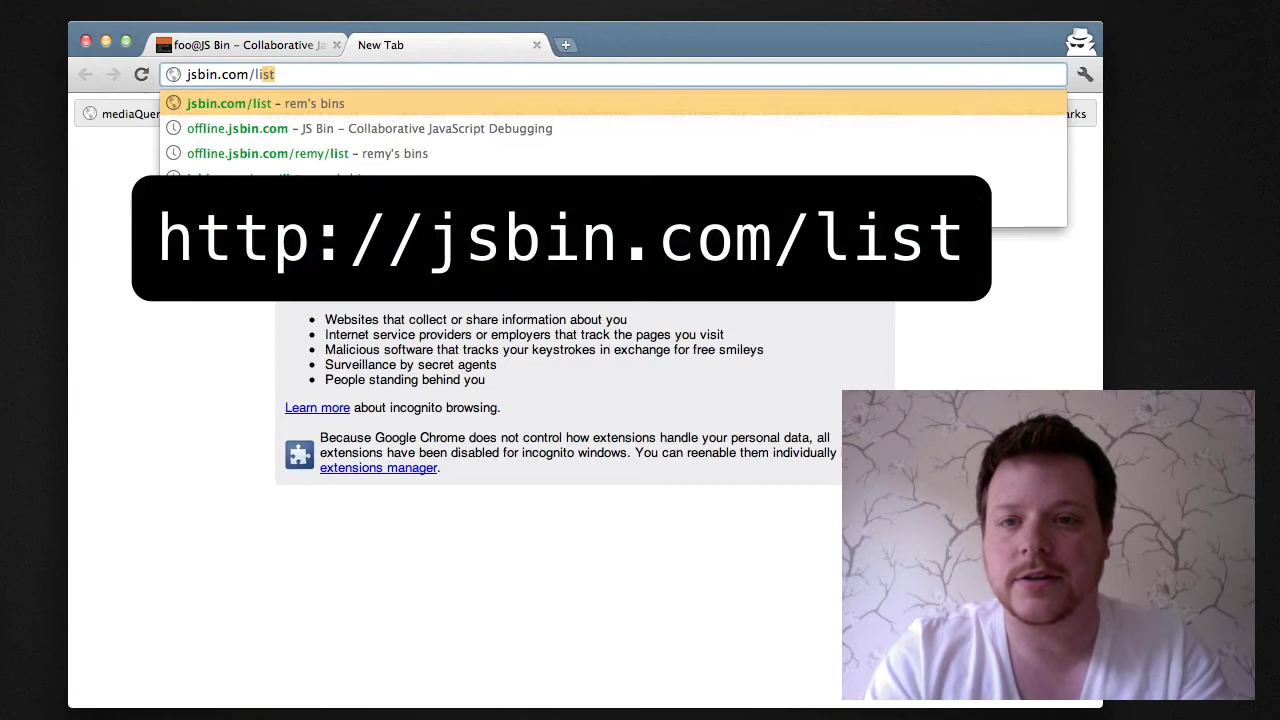 foo@JS Bin – Collaborative Ja
New Tab
jsbin.com/list
jsbin.com/list – rem's bins
mediaQuer
arks
offline.jsbin.com – JS Bin – Collaborative JavaScript Debugging
offline.jsbin.com/remy/list – remy's bins
http://jsbin.com/list
Websites that collect or share information about you
Internet service providers or employers that track the pages you visit
Malicious software that tracks your keystrokes in exchange for free smileys
Surveillance by secret agents
People standing behind you
Learn more about incognito browsing.
Because Google Chrome does not control how extensions handle your personal data, all
extensions have been disabled for incognito windows. You can reenable them individually
extensions manager.